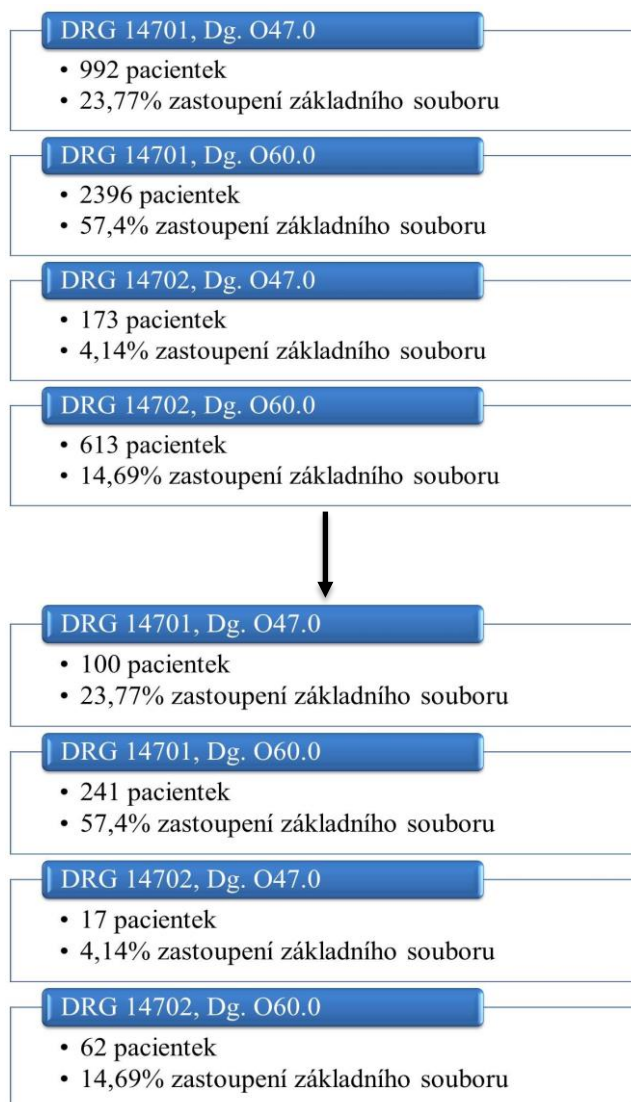 DRG 14701, Dg. O47.0
• 992 pacientek
• 23,77% zastoupení základního souboru
DRG 14701, Dg. O60.0
• 2396 pacientek
• 57,4% zastoupení základního souboru
DRG 14702, Dg. O47.0
• 173 pacientek
• 4,14% zastoupení základního souboru
DRG 14702, Dg. O60.0
• 613 pacientek
• 14,69% zastoupení základního souboru
DRG 14701, Dg. O47.0
• 100 pacientek
• 23,77% zastoupení základního souboru
DRG 14701, Dg. O60.0
• 241 pacientek
• 57,4% zastoupení základního souboru
DRG 14702, Dg. O47.0
• 17 pacientek
• 4,14% zastoupení základního souboru
DRG 14702, Dg. O60.0
• 62 pacientek
• 14,69% zastoupení základního souboru